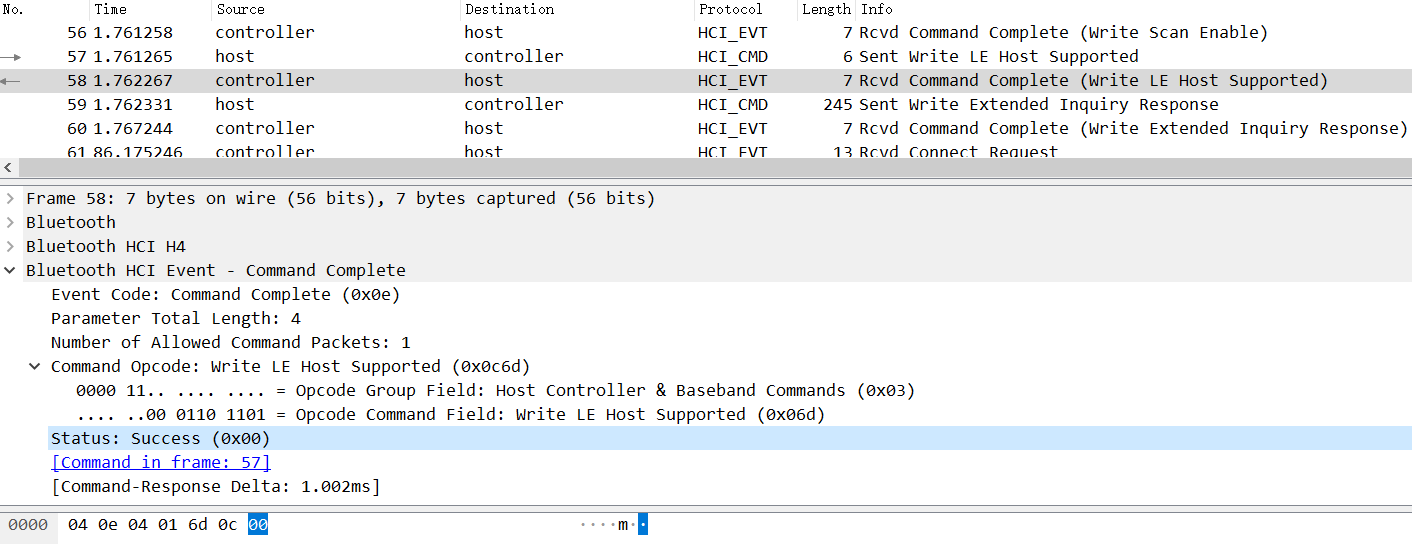 No. Time Source Destination Protocol Length Info
56 1.761258 controller host HCI_EVT 7 Rcvd Command Complete (Write Scan Enable)
57 1.761265 host controller HCI_CMD 6 Sent Write LE Host Supported
58 1.762267 controller host HCI_EVT 7 Rcvd Command Complete (Write LE Host Supported)
59 1.762331 host controller HCI_CMD 245 Sent Write Extended Inquiry Response
60 1.767244 controller host HCI_EVT 7 Rcvd Command Complete (Write Extended Inquiry Response)
61 86.175246 controller host HCI_EVT 13 Rcvd Connect Request
Frame 58: 7 bytes on wire (56 bits), 7 bytes captured (56 bits)
Bluetooth
Bluetooth HCI H4
Bluetooth HCI Event - Command Complete
Event Code: Command Complete (0x0e)
Parameter Total Length: 4
Number of Allowed Command Packets: 1
Command Opcode: Write LE Host Supported (0x0c6d)
0000 11.. .... .... = Opcode Group Field: Host Controller & Baseband Commands (0x03)
.... ..00 0110 1101 = Opcode Command Field: Write LE Host Supported (0x06d)
Status: Success (0x00)
[Command in frame: 57]
[Command-Response Delta: 1.002ms]
0000 04 0e 04 01 6d 0c 00 ····m··